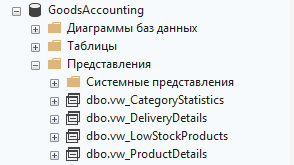 GoodsAccounting
Диаграммы баз данных
Таблицы
Представления
Системные представления
dbo.vw_CategoryStatistics
dbo.vw_DeliveryDetails
dbo.vw_LowStockProducts
dbo.vw_ProductDetails